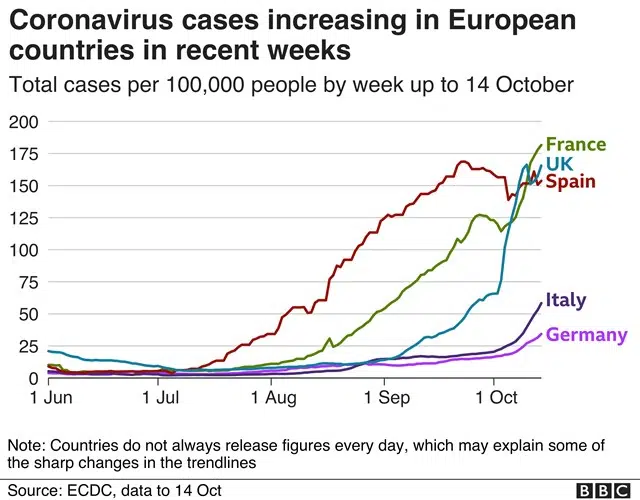 Coronavirus cases increasing in European
countries in recent weeks
Total cases per 100,000 people by week up to 14 October
200
175
150
125
100
75
50
25
0
France
UK
Spain
Italy
Germany
1 Jun
1 Jul
1 Aug
1 Sep
1 Oct
Note: Countries do not always release figures every day, which may explain some of
the sharp changes in the trendlines
Source: ECDC, data to 14 Oct
BBC